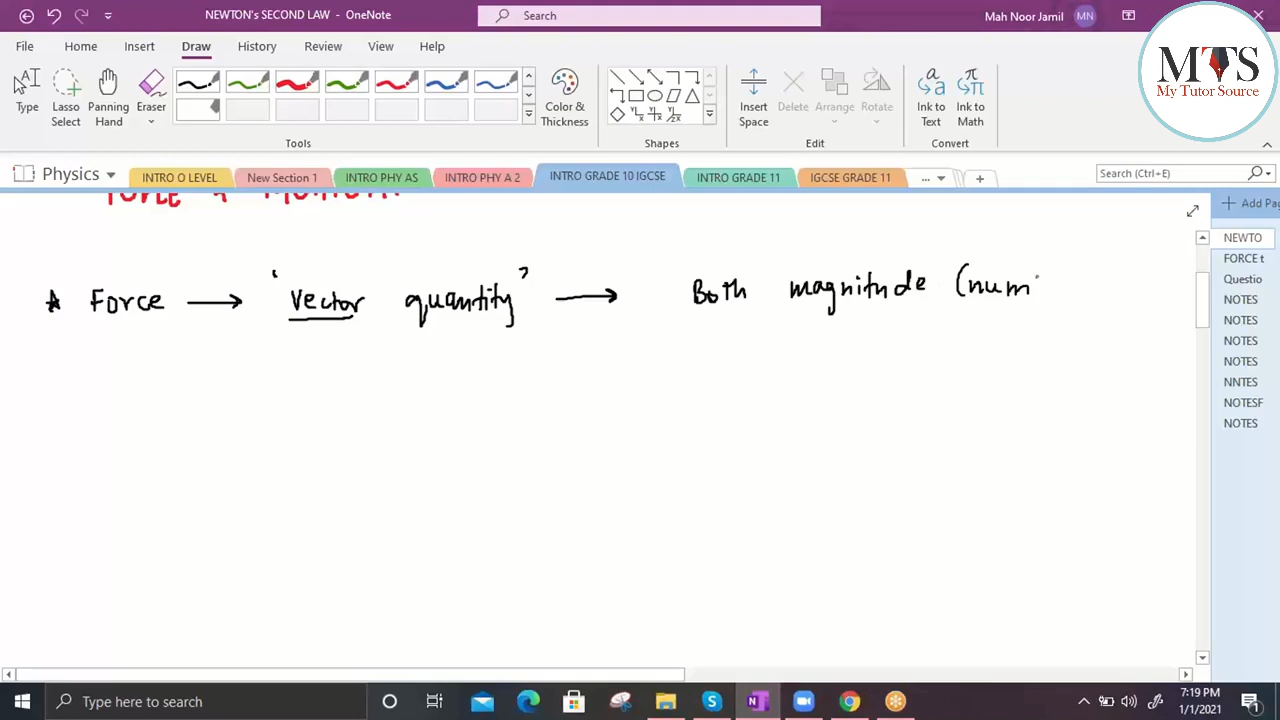 NEWTON's SECOND LAW - OneNote
Search
Mah Noor Jamil
MN
File Home Insert Draw History Review View Help
MTS
My Tutor Source
Type
Lasso Select
Panning Hand
Eraser
Color & Thickness
Insert Space
Delete
Arrange
Rotate
Ink to Text
Ink to Math
Tools
Shapes
Edit
Convert
Physics
INTRO O LEVEL
New Section 1
INTRO PHY AS
INTRO PHY A 2
INTRO GRADE 10 IGCSE
INTRO GRADE 11
IGCSE GRADE 11
...
Search (Ctrl+E)
Add Pag
Force → 'Vector quantity' → Both magnitude (num
NEWTO
FORCE t
Questio
NOTES
NOTES
NOTES
NOTES
NNTES
NOTESF
NOTES
Type here to search
7:19 PM
1/1/2021
1